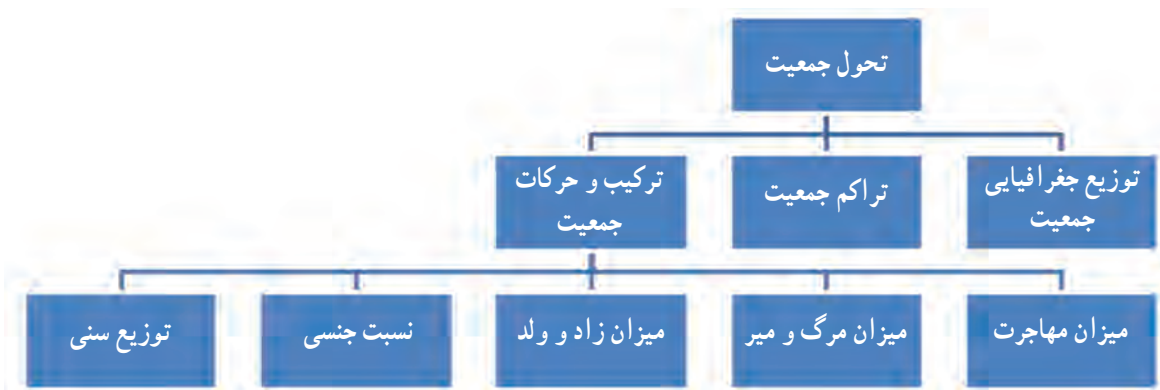 تحول جمعیت
توزیع جغرافیایی
جمعیت
تراکم جمعیت
ترکیب و حرکات
جمعیت
میزان مهاجرت
میزان مرگ و میر
میزان زاد و ولد
نسبت جنسی
توزیع سنی